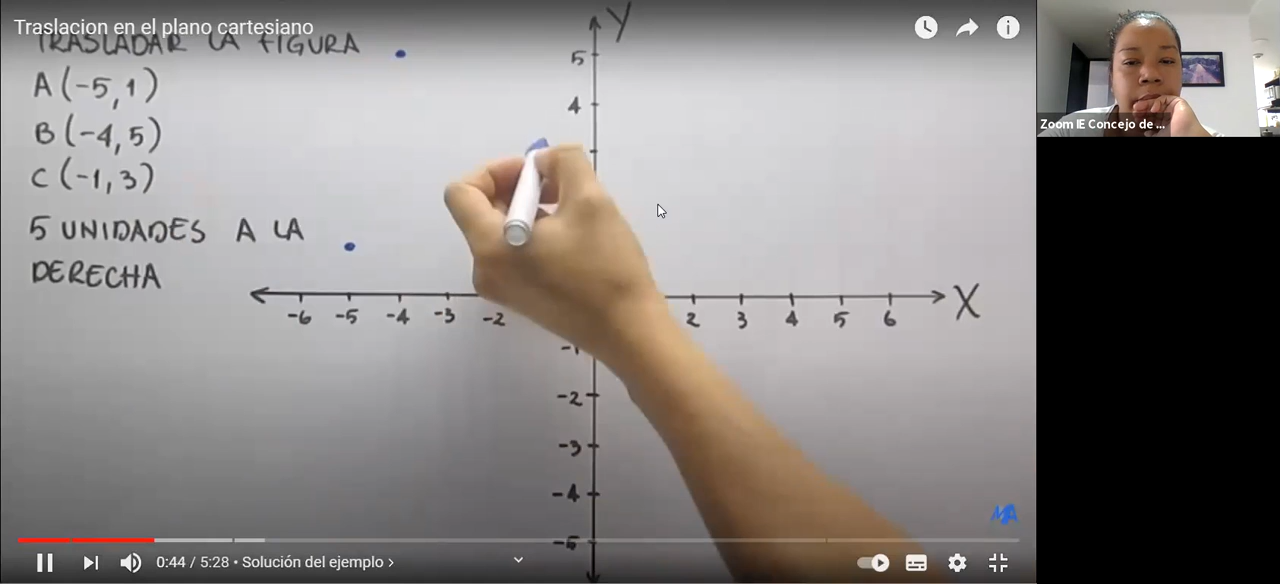 Traslacion en el plano cartesiano
TRASLADAR LA FIGURA
A (-5, 1)
B (-4, 5)
C (-1, 3)
5 UNIDADES A LA
DERECHA
Y
5
4
-6 -5 -4 -3 -2 2 3 4 5 6 X
-1
-2
-3
-4
-5
MA
0:44 / 5:28 • Solución del ejemplo ›
Zoom IE Concejo de ...